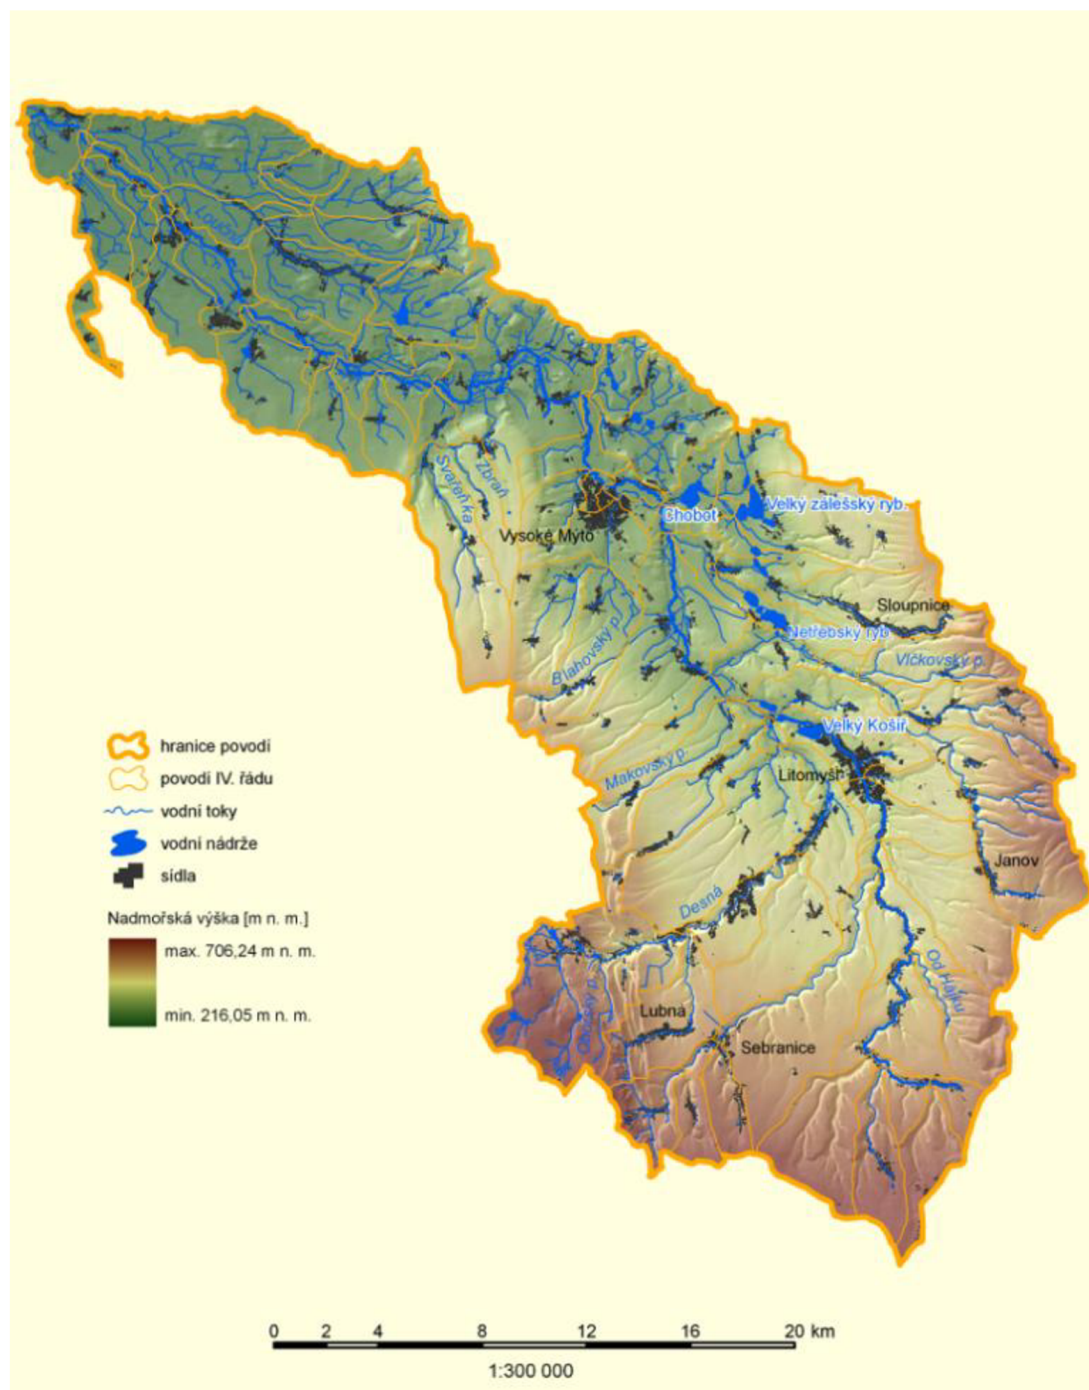 Loučná
Svařeňka
Zbraň
Chobot
Velký zálešský ryb.
Vysoké Mýto
Sloupnice
Netřebský ryb.
Blahovský p.
Vlčkovský p.
Velký Košíř
hranice povodí
Makovský p.
Litomyšl
povodí IV. řádu
vodní toky
vodní nádrže
Janov
sídla
Desná
Nadmořská výška [m n. m.]
max. 706,24 m n. m.
Od Hájku
Lubná
min. 216,05 m n. m.
Sebranice
0 2 4 8 12 16 20 km
1:300 000